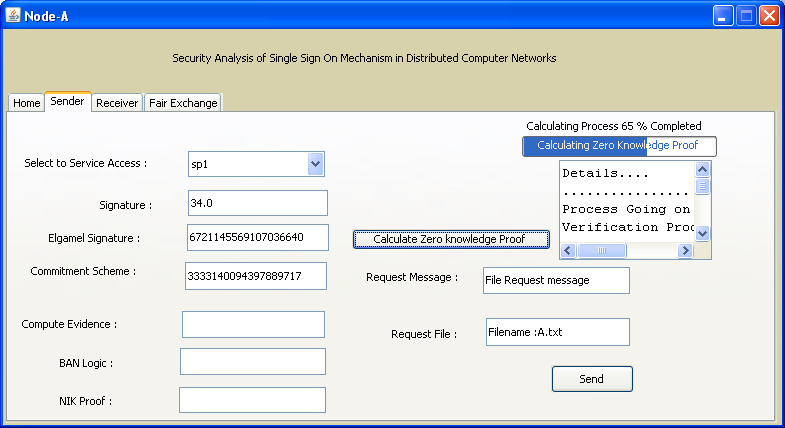 Node-A
Security Analysis of Single Sign On Mechanism in Distributed Computer Networks
Home Sender Receiver Fair Exchange
Calculating Process 65 % Completed
Calculating Zero Knowledge Proof
Select to Service Access : sp1
Details....
................
Process Going on
Verification Proc
Signature : 34.0
Elgamel Signature : 6721145569107036640
Calculate Zero knowledge Proof
Commitment Scheme : 3333140094397889717
Request Message : File Request message
Compute Evidence :
Request File : Filename :A.txt
BAN Logic :
Send
NIK Proof :